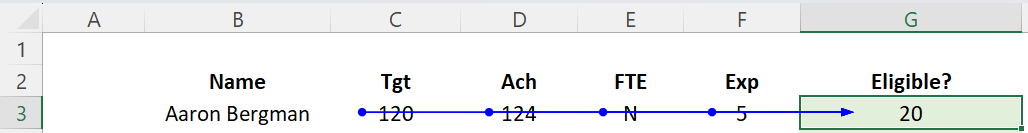 A B C D E F G
1
2 Name Tgt Ach FTE Exp Eligible?
3 Aaron Bergman 120 124 N 5 20